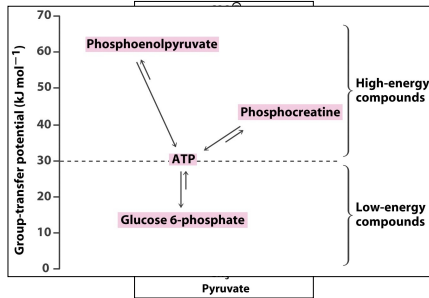 Group-transfer potential (kJ mol⁻¹)
70
60
50
40
30
20
10
0
Phosphoenolpyruvate
Phosphocreatine
ATP
Glucose 6-phosphate
High-energy
compounds
Low-energy
compounds
Pyruvate